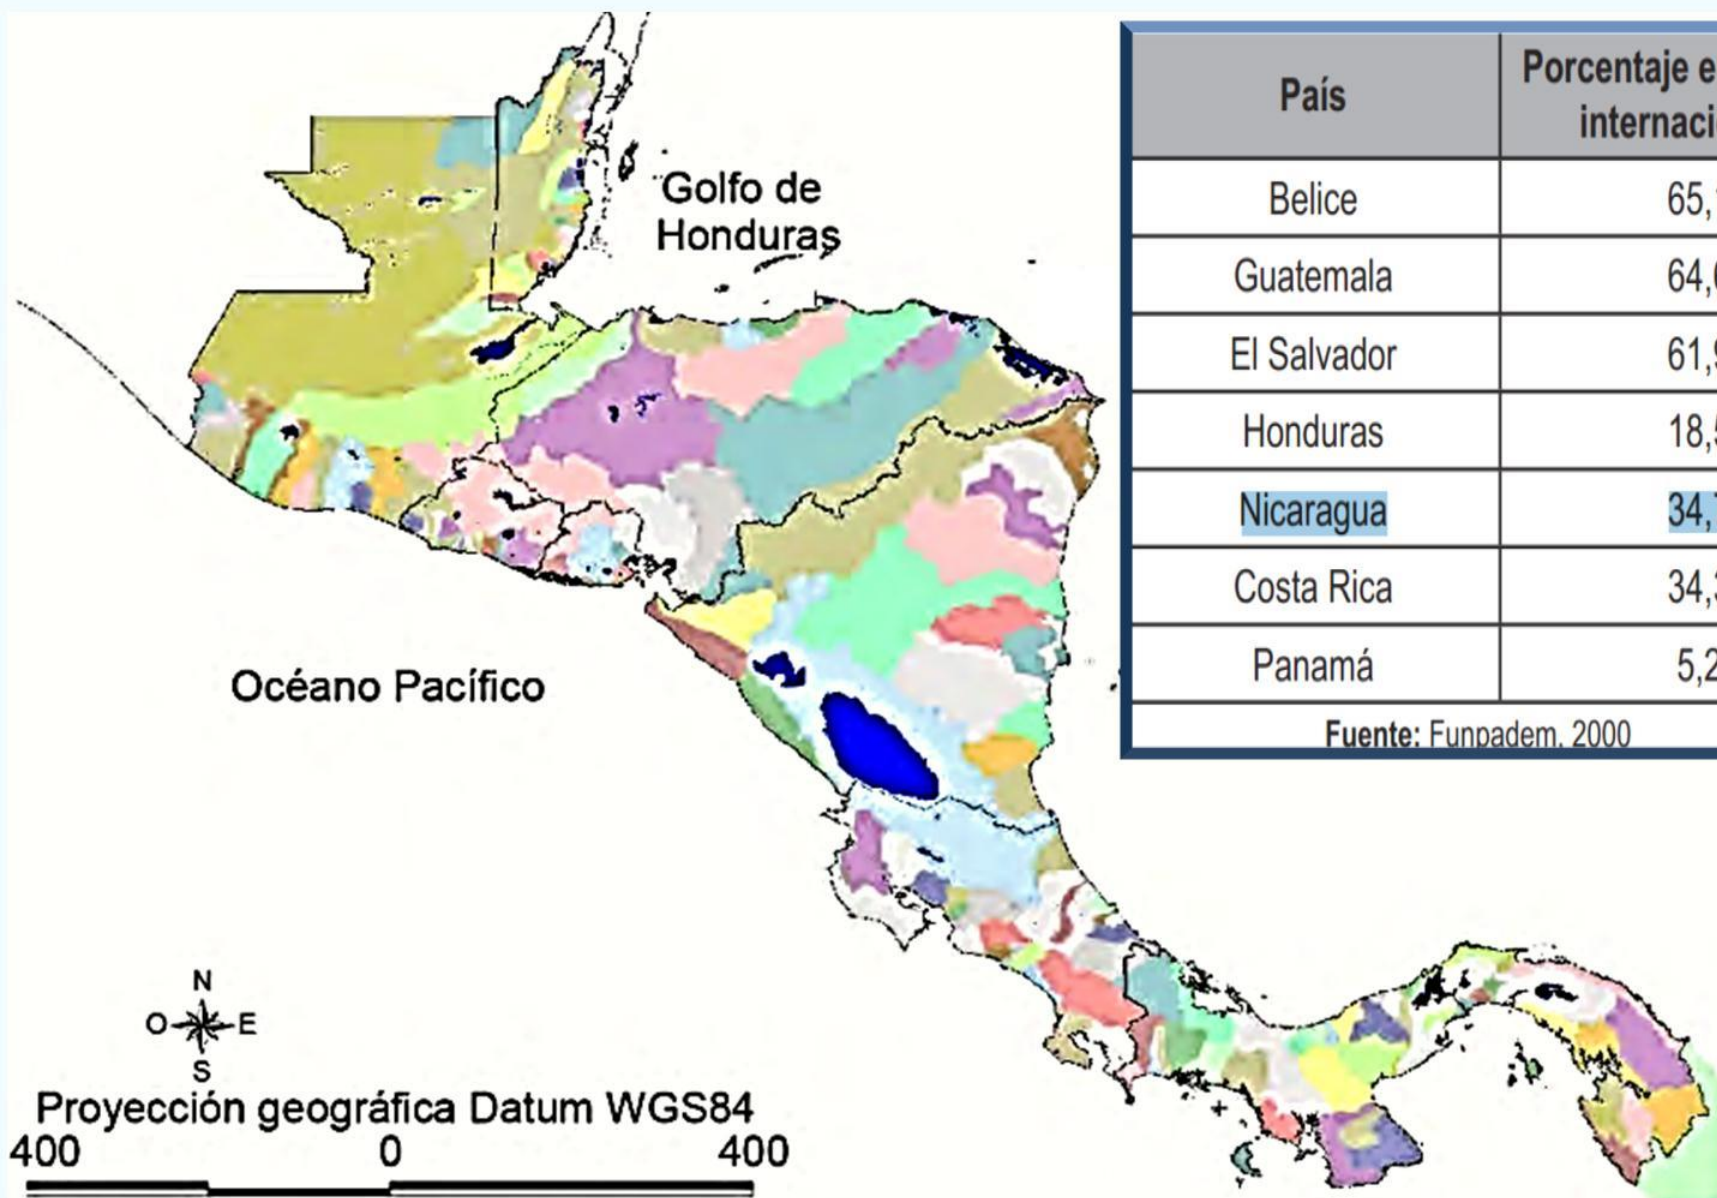 País
Porcentaje e
internaci
Belice 65,
Guatemala 64,
El Salvador 61,
Honduras 18,
Nicaragua 34,
Costa Rica 34,
Panamá 5,2
Fuente: Funpadem, 2000
Golfo de
Honduras
Océano Pacífico
N
O E
S
Proyección geográfica Datum WGS84
400 0 400